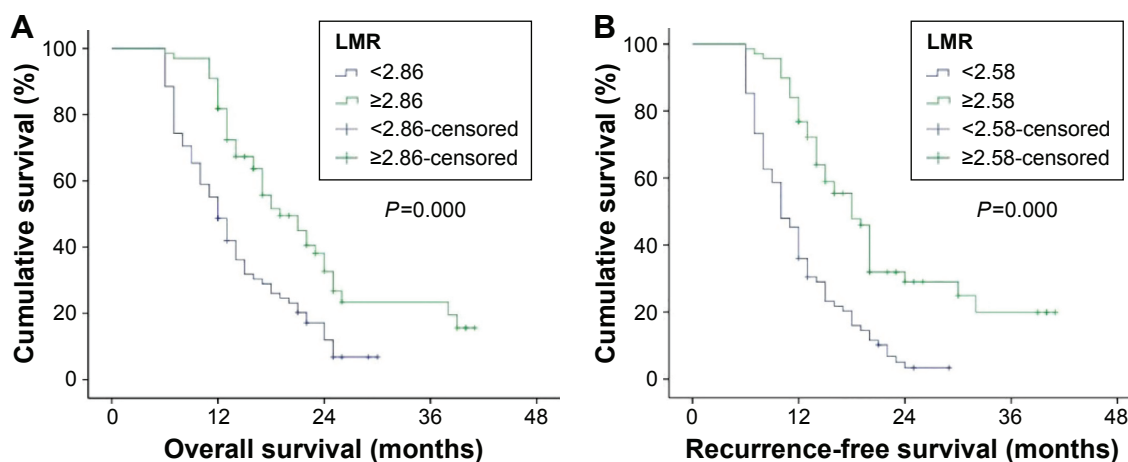 A
Cumulative survival (%)
100
80
60
40
20
0
0 12 24 36 48
Overall survival (months)
LMR
<2.86
≥2.86
<2.86-censored
≥2.86-censored
P=0.000
B
Cumulative survival (%)
100
80
60
40
20
0
0 12 24 36 48
Recurrence-free survival (months)
LMR
<2.58
≥2.58
<2.58-censored
≥2.58-censored
P=0.000